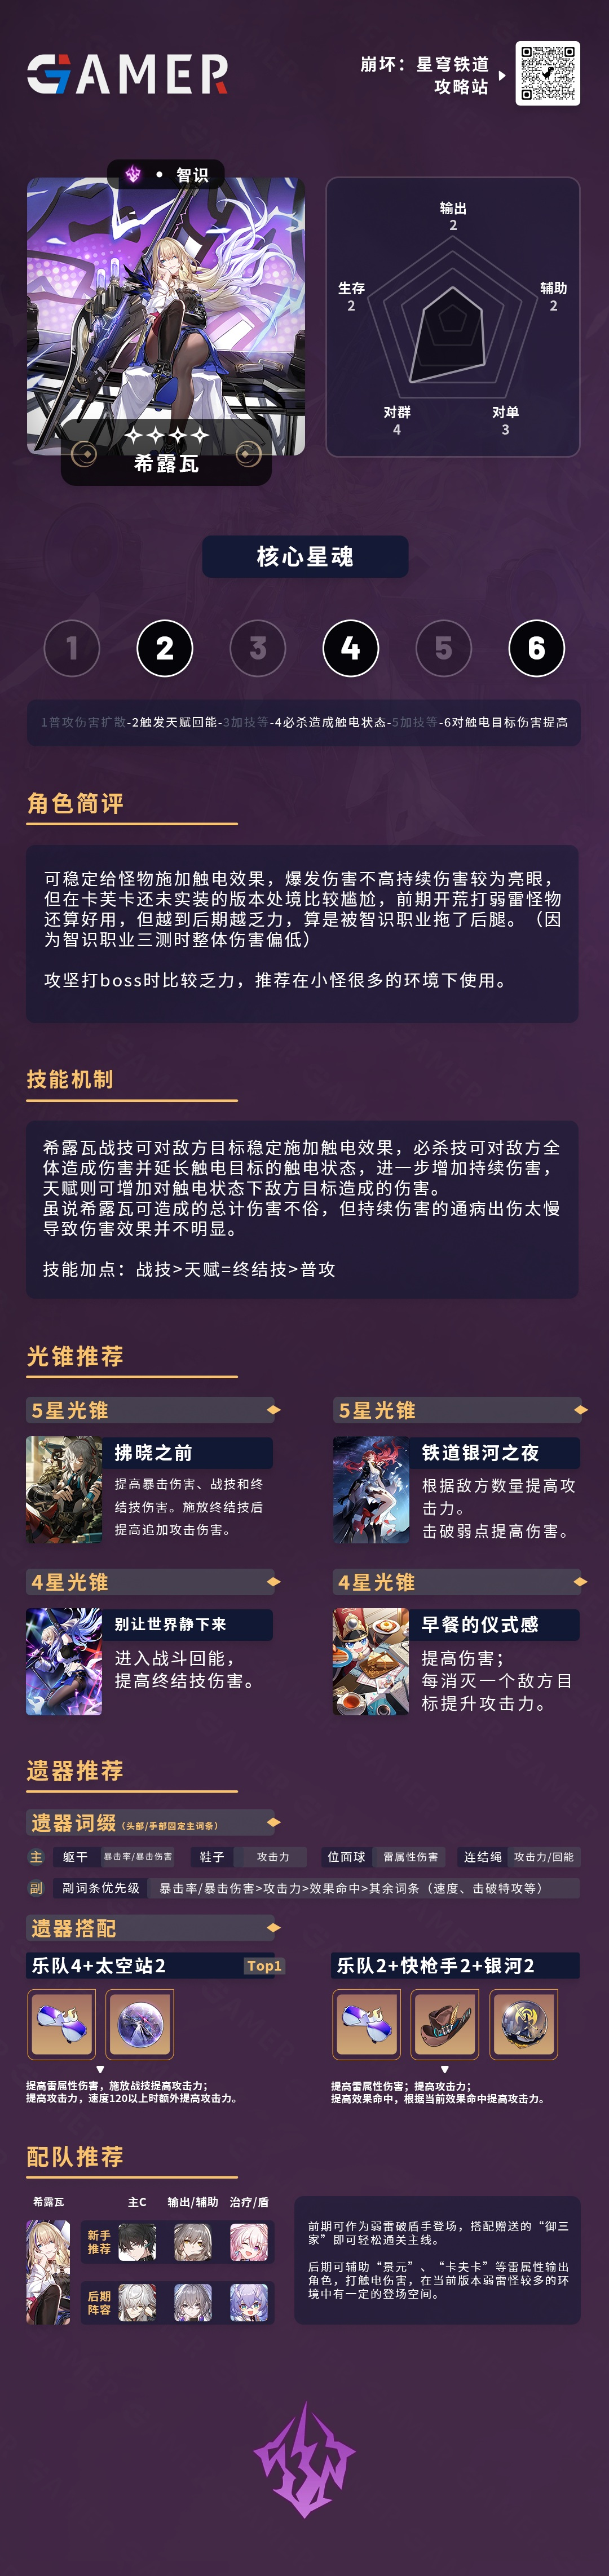 GAMER
崩坏：星穹铁道
攻略站
智识
输出
2
生存
2
辅助
2
对群
4
对单
3
希露瓦
核心星魂
1 2 3 4 5 6
1普攻伤害扩散-2触发天赋回能-3加技等-4必杀造成触电状态-5加技等-6对触电目标伤害提高
角色简评
可稳定给怪物施加触电效果，爆发伤害不高持续伤害较为亮眼，
但在卡芙卡还未实装的版本处境比较尴尬，前期开荒打弱雷怪物
还算好用，但越到后期越乏力，算是被智识职业拖了后腿。（因
为智识职业三测时整体伤害偏低）
攻坚打boss时比较乏力，推荐在小怪很多的环境下使用。
技能机制
希露瓦战技可对敌方目标稳定施加触电效果，必杀技可对敌方全
体造成伤害并延长触电目标的触电状态，进一步增加持续伤害，
天赋则可增加对触电状态下敌方目标造成的伤害。
虽说希露瓦可造成的总计伤害不俗，但持续伤害的通病出伤太慢
导致伤害效果并不明显。
技能加点：战技>天赋=终结技>普攻
光锥推荐
5星光锥
拂晓之前
提高暴击伤害、战技和终
结技伤害。施放终结技后
提高追加攻击伤害。
5星光锥
铁道银河之夜
根据敌方数量提高攻
击力。
击破弱点提高伤害。
4星光锥
别让世界静下来
进入战斗回能，
提高终结技伤害。
4星光锥
早餐的仪式感
提高伤害；
每消灭一个敌方目
标提升攻击力。
遗器推荐
遗器词缀（头部/手部固定主词条）
主 躯干 暴击率/暴击伤害 鞋子 攻击力 位面球 雷属性伤害 连结绳 攻击力/回能
副 副词条优先级 暴击率/暴击伤害>攻击力>效果命中>其余词条（速度、击破特攻等）
遗器搭配
乐队4+太空站2 Top1
提高雷属性伤害，施放战技提高攻击力；
提高攻击力，速度120以上时额外提高攻击力。
乐队2+快枪手2+银河2
提高雷属性伤害；提高攻击力；
提高效果命中，根据当前效果命中提高攻击力。
配队推荐
希露瓦 主C 输出/辅助 治疗/盾
新手
推荐
后期
阵容
前期可作为弱雷破盾手登场，搭配赠送的“御三
家”即可轻松通关主线。
后期可辅助“景元”、“卡夫卡”等雷属性输出
角色，打触电伤害，在当前版本弱雷怪较多的环
境中有一定的登场空间。